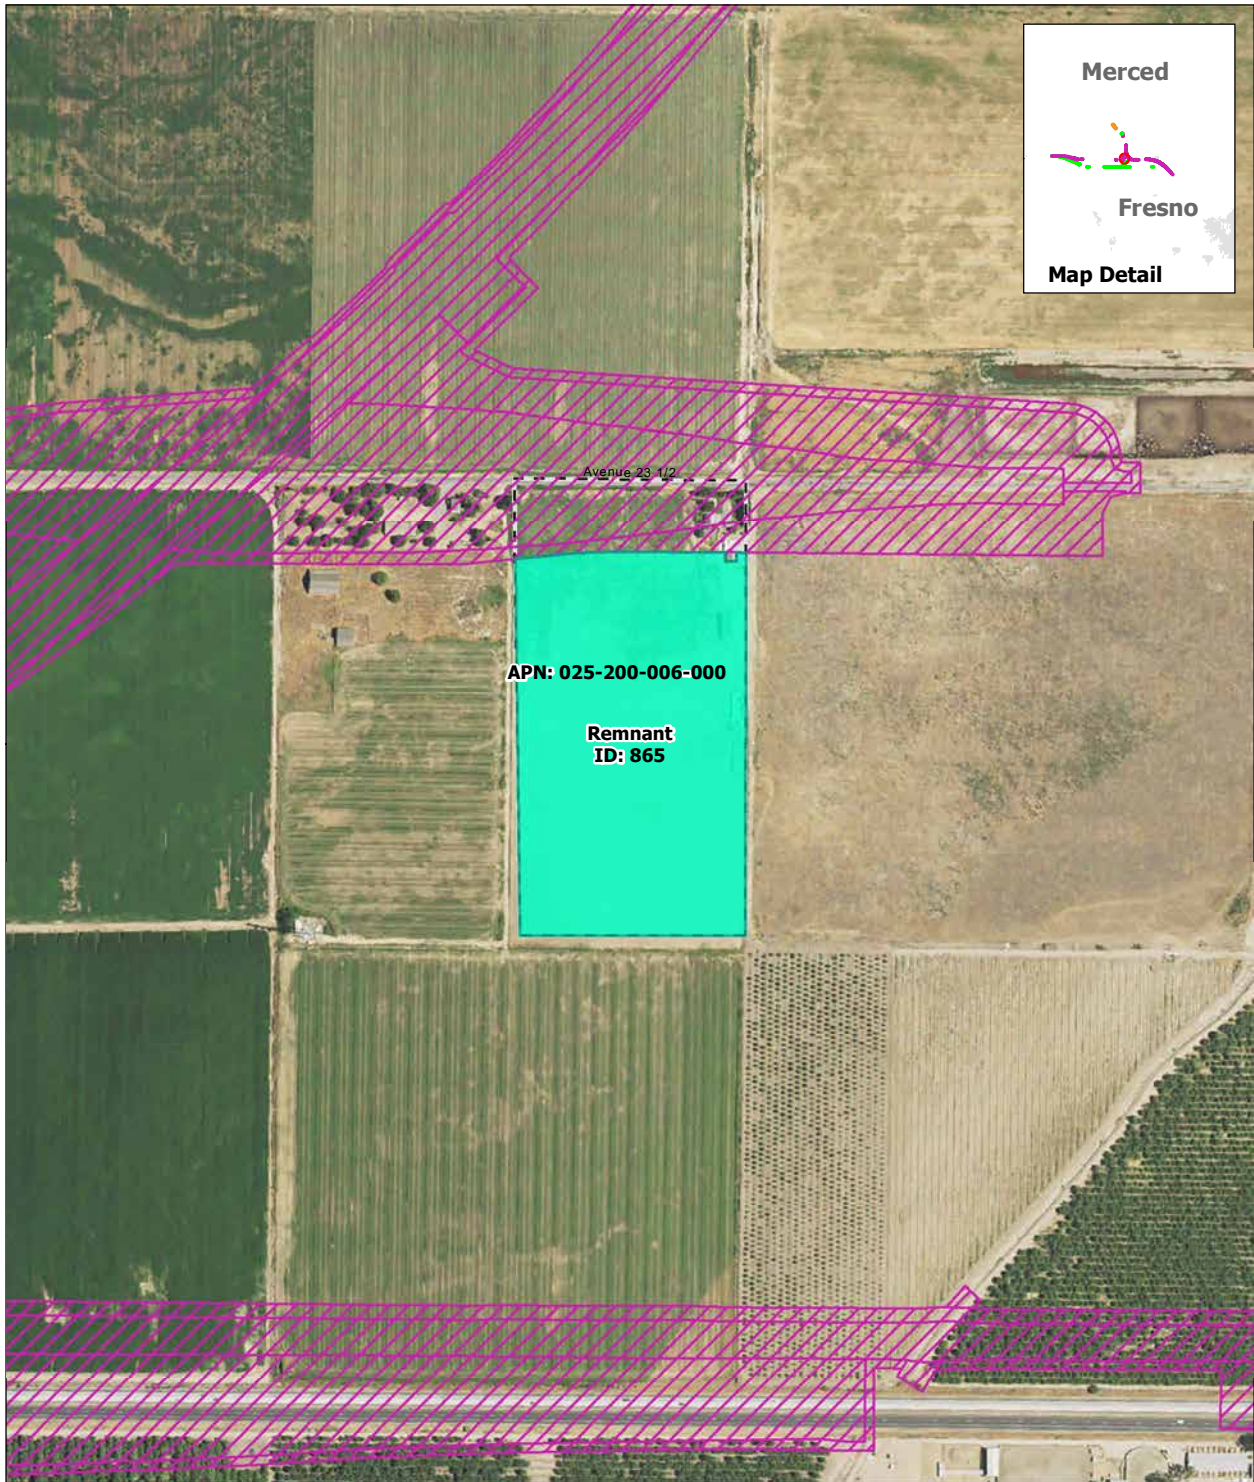 Merced
Fresno
Map Detail
Avenue 23 1/2
APN: 025-200-006-000
Remnant
ID: 865